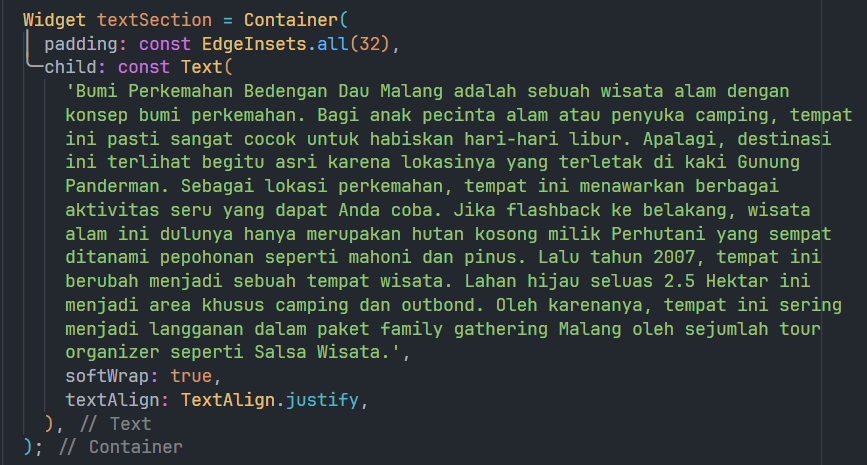 Widget textSection = Container(
padding: const EdgeInsets.all(32),
child: const Text(
'Bumi Perkemahan Bedengan Dau Malang adalah sebuah wisata alam dengan
konsep bumi perkemahan. Bagi anak pecinta alam atau penyuka camping, tempat
ini pasti sangat cocok untuk habiskan hari-hari libur. Apalagi, destinasi
ini terlihat begitu asri karena lokasinya yang terletak di kaki Gunung
Panderman. Sebagai lokasi perkemahan, tempat ini menawarkan berbagai
aktivitas seru yang dapat Anda coba. Jika flashback ke belakang, wisata
alam ini dulunya hanya merupakan hutan kosong milik Perhutani yang sempat
ditanami pepohonan seperti mahoni dan pinus. Lalu tahun 2007, tempat ini
berubah menjadi sebuah tempat wisata. Lahan hijau seluas 2.5 Hektar ini
menjadi area khusus camping dan outbond. Oleh karenanya, tempat ini sering
menjadi langganan dalam paket family gathering Malang oleh sejumlah tour
organizer seperti Salsa Wisata.',
softWrap: true,
textAlign: TextAlign.justify,
), // Text
); // Container